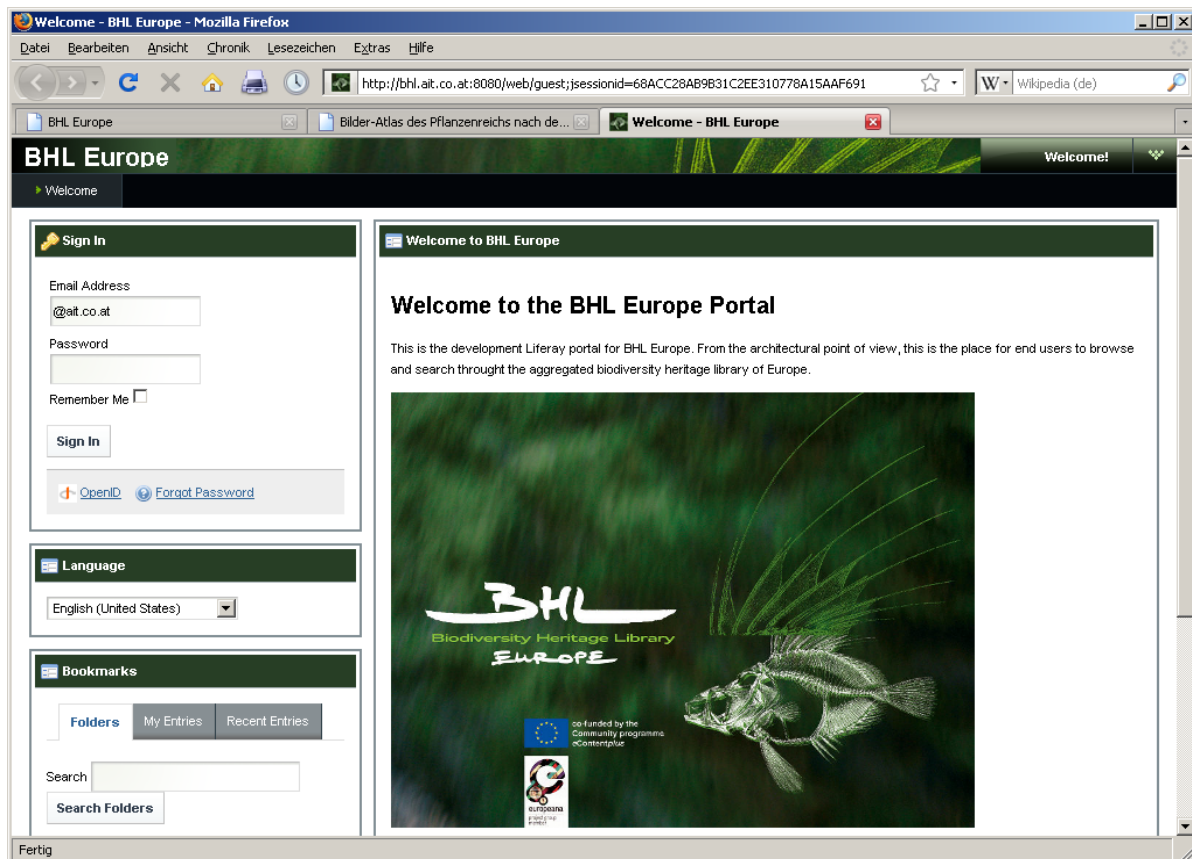 Welcome - BHL Europe - Mozilla Firefox
Datei Bearbeiten Ansicht Chronik Lesezeichen Extras Hilfe
http://bhl.ait.co.at:8080/web/guest;jsessionid=68ACC28AB9B31C2EE310778A15AAF691 W Wikipedia (de)
BHL Europe Bilder-Atlas des Pflanzenreichs nach de... Welcome - BHL Europe
BHL Europe Welcome!
Welcome
Sign In
Email Address
@ait.co.at
Password
Remember Me
Sign In
OpenID Forgot Password
Language
English (United States)
Bookmarks
Folders My Entries Recent Entries
Search
Search Folders
Welcome to BHL Europe
Welcome to the BHL Europe Portal
This is the development Liferay portal for BHL Europe. From the architectural point of view, this is the place for end users to browse
and search throught the aggregated biodiversity heritage library of Europe.
BHL
Biodiversity Heritage Library
EUROPE
co-funded by the
Community programme
eContentplus
europeana
project group
member
Fertig